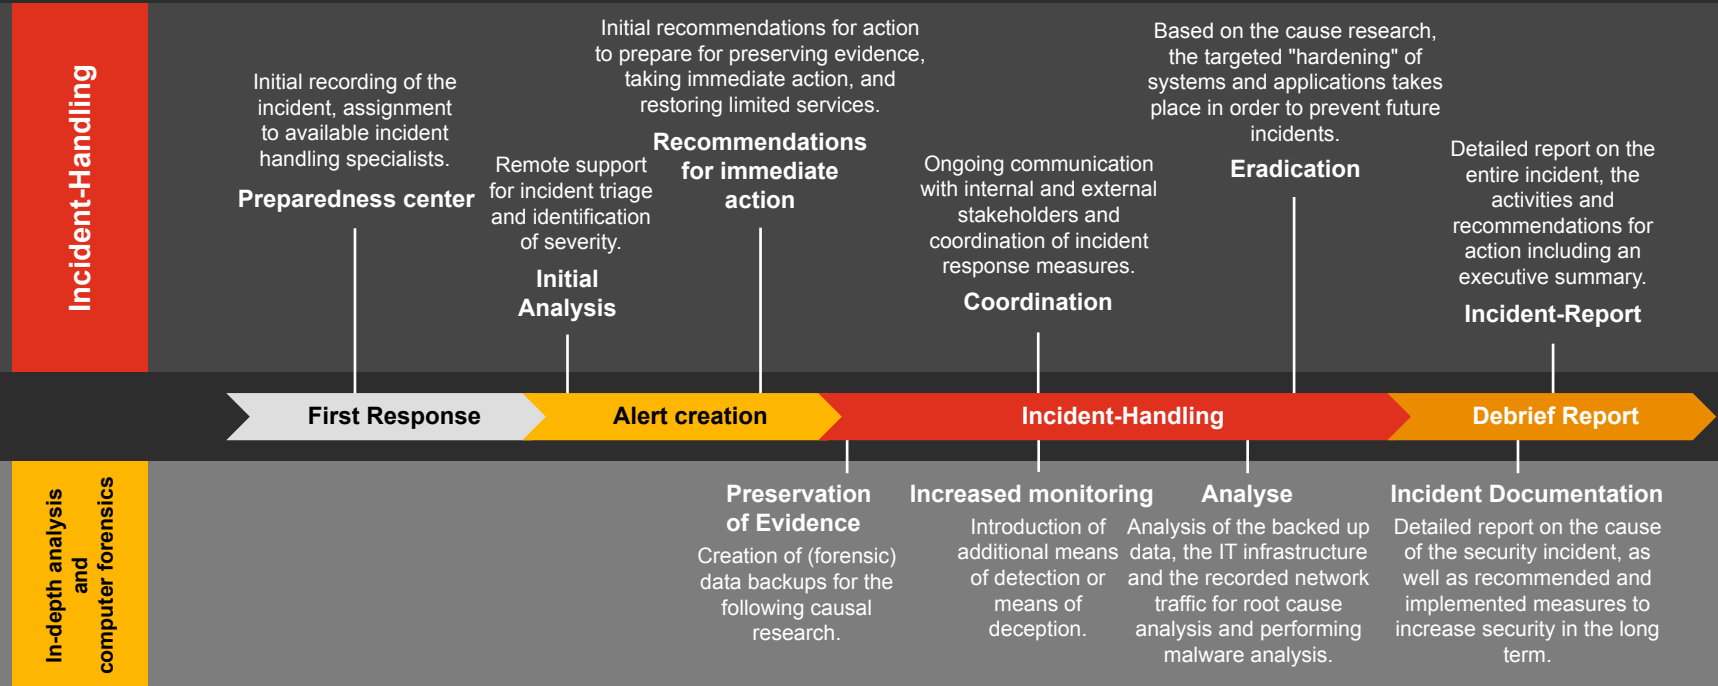 Incident-Handling
Initial recording of the
incident, assignment
to available incident
handling specialists.
Preparedness center
Remote support
for incident triage
and identification
of severity.
Initial
Analysis
Initial recommendations for action
to prepare for preserving evidence,
taking immediate action, and
restoring limited services.
Recommendations
for immediate
action
Ongoing communication
with internal and external
stakeholders and
coordination of incident
response measures.
Coordination
Based on the cause research,
the targeted "hardening" of
systems and applications takes
place in order to prevent future
incidents.
Eradication
Detailed report on the
entire incident, the
activities and
recommendations for
action including an
executive summary.
Incident-Report
First Response
Alert creation
Incident-Handling
Debrief Report
In-depth analysis
and
computer forensics
Preservation
of Evidence
Creation of (forensic)
data backups for the
following causal
research.
Increased monitoring
Introduction of
additional means
of detection or
means of
deception.
Analyse
Analysis of the backed up
data, the IT infrastructure
and the recorded network
traffic for root cause
analysis and performing
malware analysis.
Incident Documentation
Detailed report on the cause
of the security incident, as
well as recommended and
implemented measures to
increase security in the long
term.